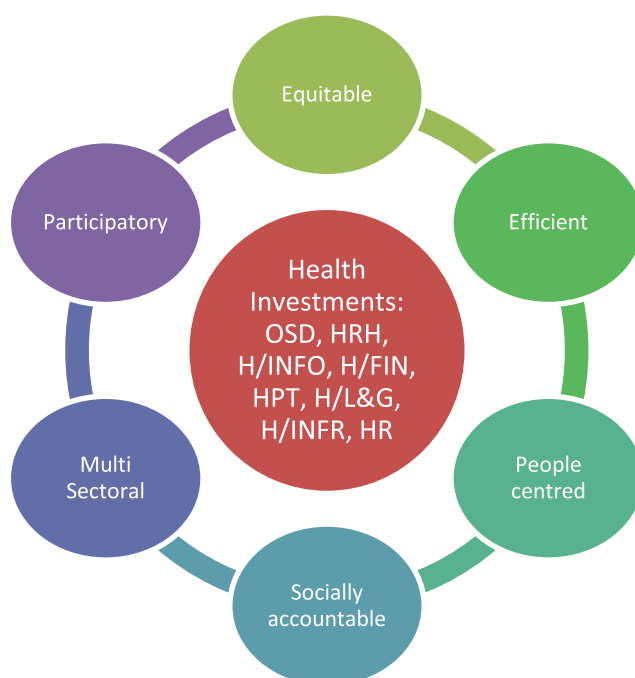 Equitable
Participatory
Efficient
Health
Investments:
OSD, HRH,
H/INFO, H/FIN,
HPT, H/L&G,
H/INFR, HR
Multi
Sectoral
People
centred
Socially
accountable